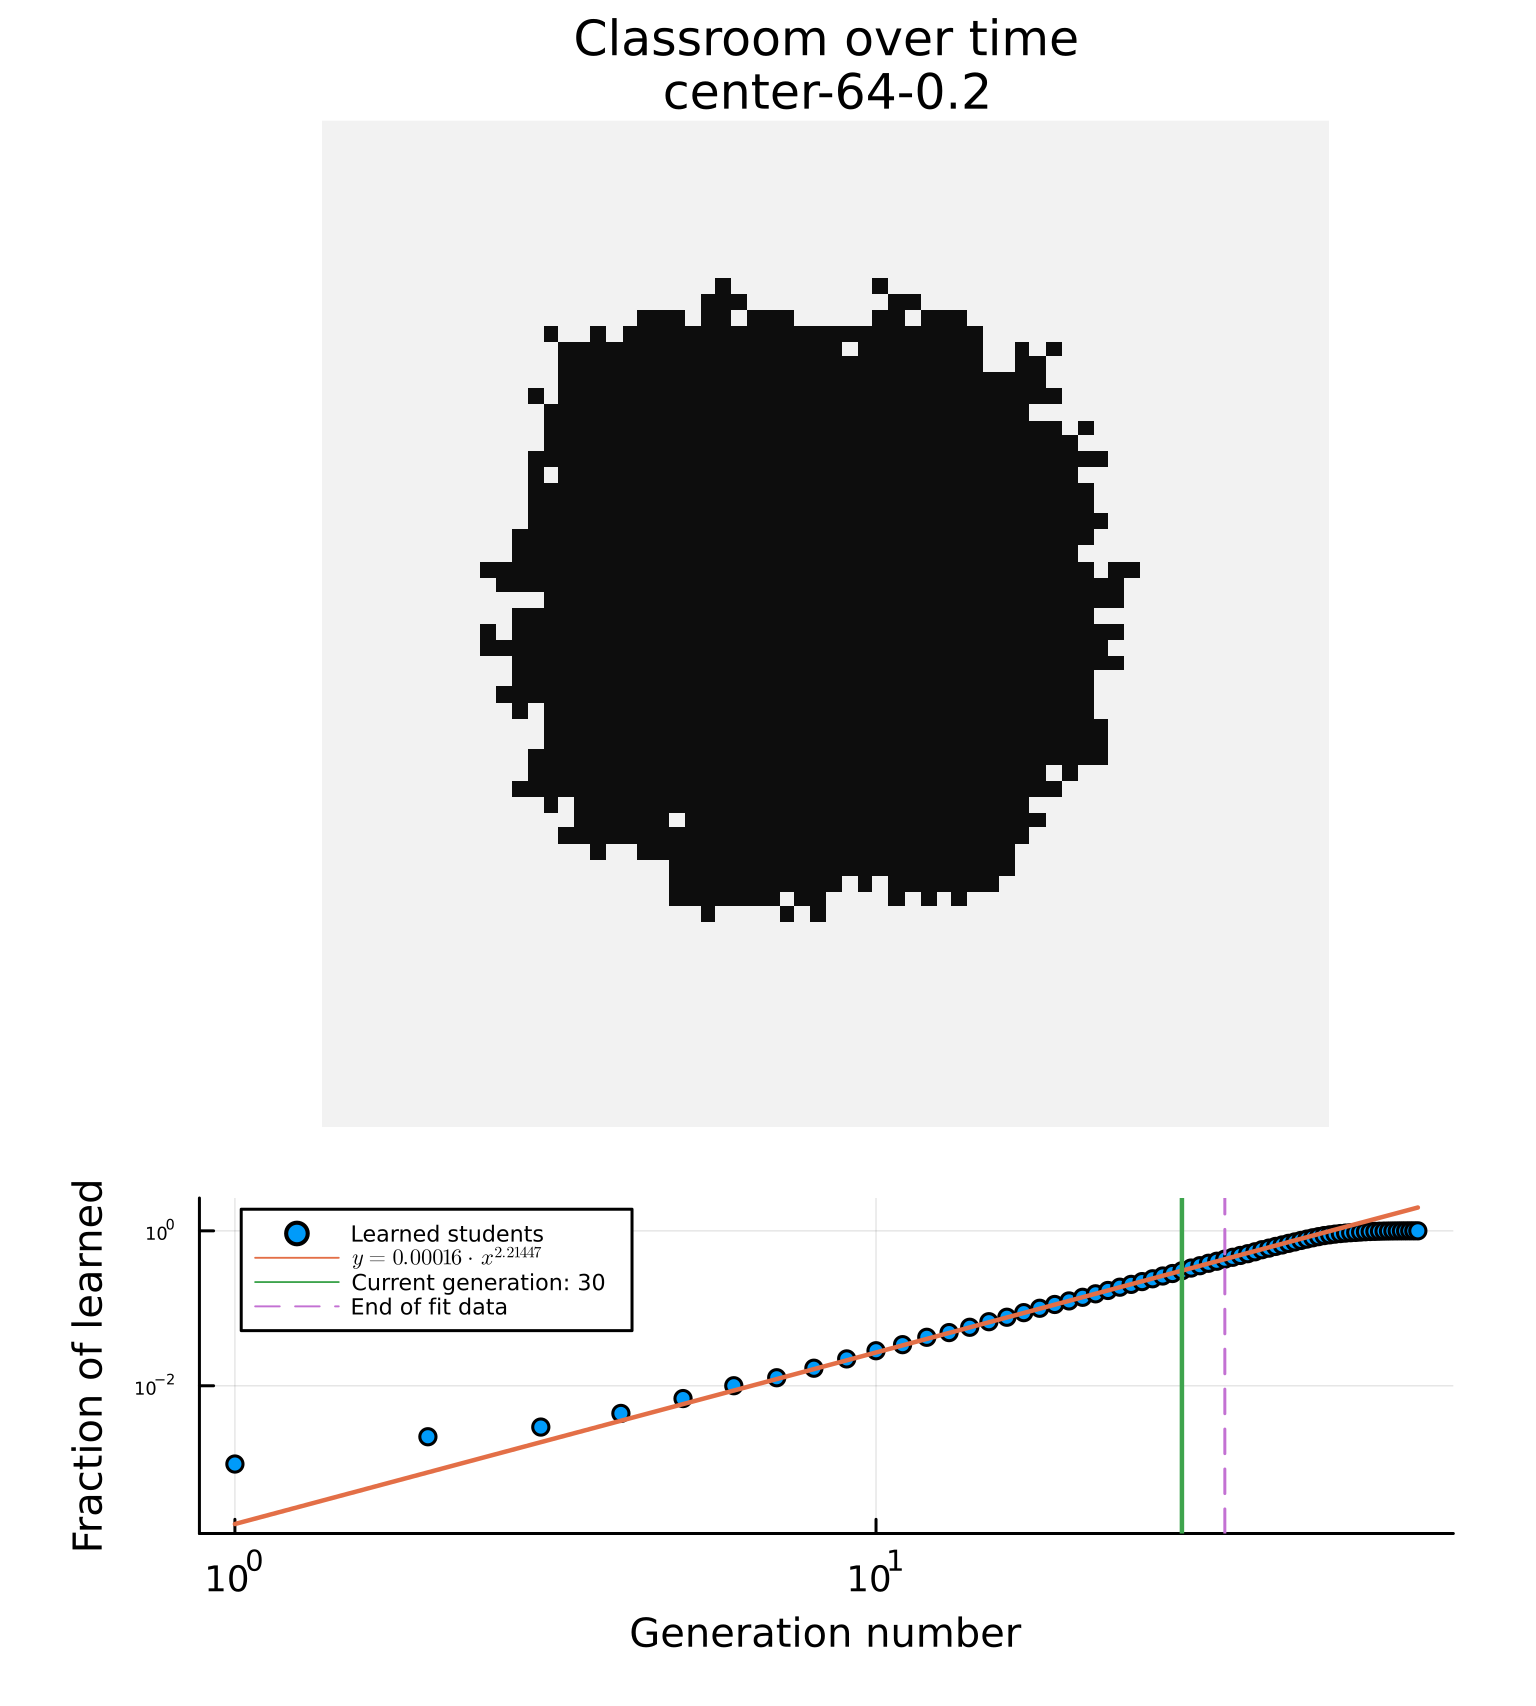 Classroom over time
center-64-0.2
Fraction of learned
10^0
10^-2
Learned students
y = 0.00016 · x^2.21447
Current generation: 30
End of fit data
10^0
10^1
Generation number